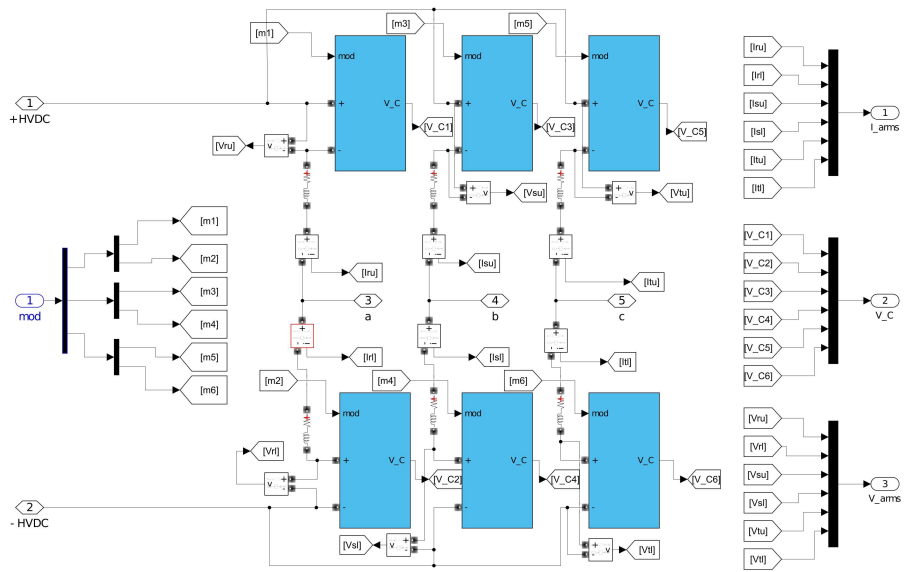 [m1]
[m3]
[m5]
mod
mod
mod
+
V_C
+
V_C
+
V_C
-
-
-
[V_C1]
[V_C3]
[V_C5]
1
+HVDC
[Vru]
v
+
-
+
-
v
[Vsu]
+
-
v
[Vtu]
+
+
+
[Iru]
[Isu]
[Itu]
3
a
4
b
5
c
1
mod
[m1]
[m2]
[m3]
[m4]
[m5]
[m6]
+
+
+
[Irl]
[Isl]
[Itl]
[m2]
[m4]
[m6]
mod
mod
mod
+
V_C
+
V_C
+
V_C
-
-
-
[V_C2]
[V_C4]
[V_C6]
[Vrl]
v
+
-
2
- HVDC
[Vsl]
v
+
-
+
-
v
[Vtl]
[Iru]
[Irl]
[Isu]
[Isl]
[Itu]
[Itl]
1
I_arms
[V_C1]
[V_C2]
[V_C3]
[V_C4]
[V_C5]
[V_C6]
2
V_C
[Vru]
[Vrl]
[Vsu]
[Vsl]
[Vtu]
[Vtl]
3
V_arms